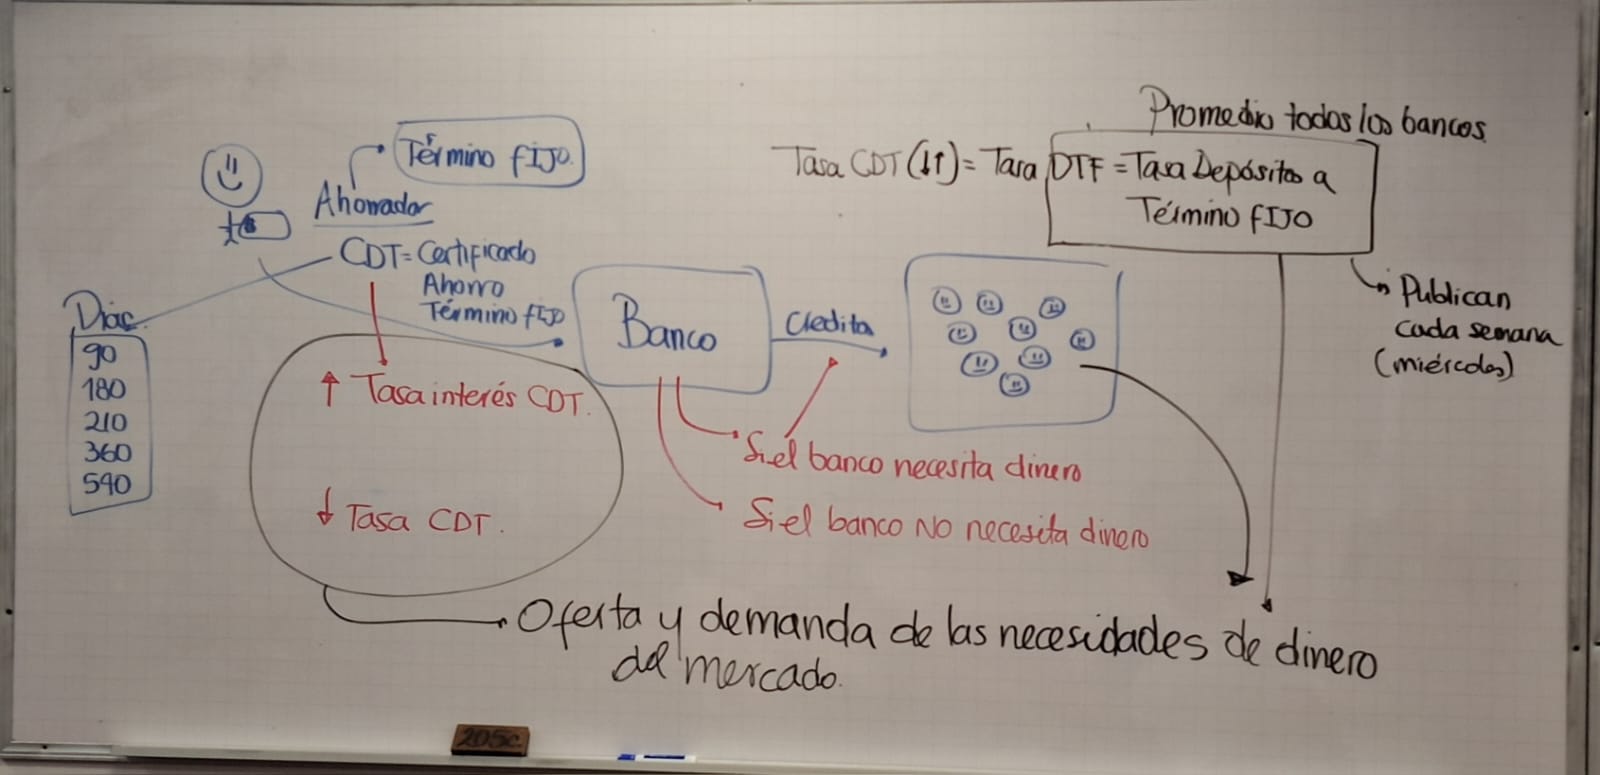 Promedio todos los bancos
Término fIJO.
Tasa CDT (↓↑) = Tasa DTF = Tasa Depósitos a
Término fIJO
Ahorrador
CDT = Certificado
Ahorro
Término fIJO
Publican
cada semana
(miércoles)
Días
90
180
210
360
540
Banco
Credito
↑ Tasa interés CDT.
↓ Tasa CDT.
Si el banco necesita dinero
Si el banco NO necesita dinero
Oferta y demanda de las necesidades de dinero
del mercado.
205c